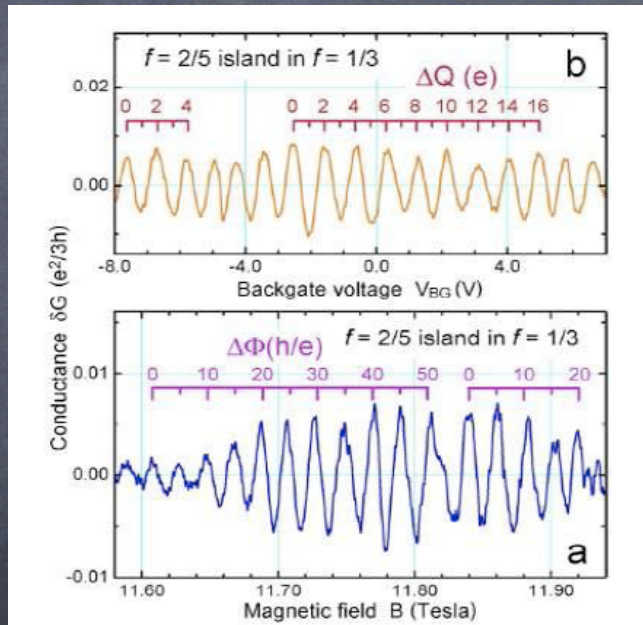 f = 2/5 island in f = 1/3
b
ΔQ (e)
0 2 4
0 2 4 6 8 10 12 14 16
0.02
0.00
-8.0 -4.0 0.0 4.0
Backgate voltage V_BG (V)
Conductance δG (e²/3h)
ΔΦ(h/e)
f = 2/5 island in f = 1/3
0 10 20 30 40 50 0 10 20
0.01
0.00
-0.01
a
11.60 11.70 11.80 11.90
Magnetic field B (Tesla)